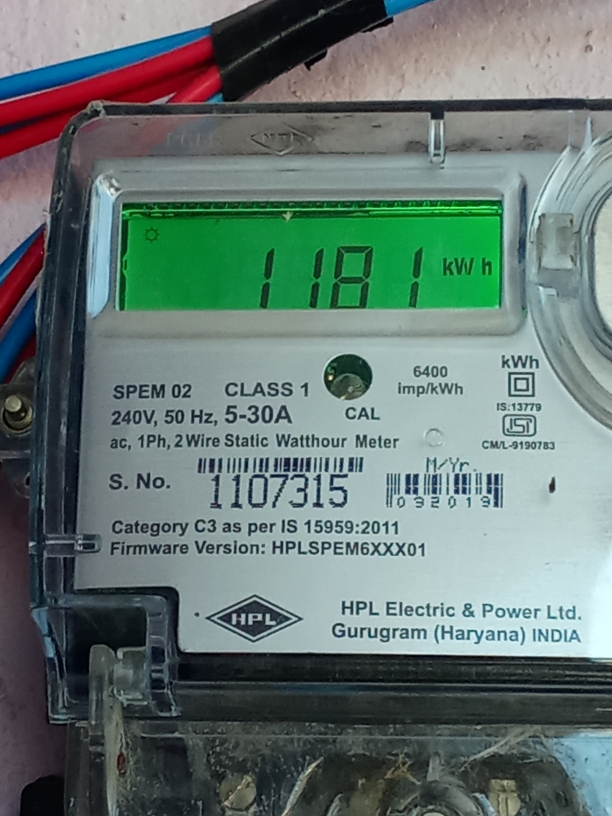 1181 kWh
6400
imp/kWh
kWh
SPEM 02 CLASS 1
240V, 50 Hz, 5-30A
CAL
IS:13779
ac, 1Ph, 2 Wire Static Watthour Meter
ISI
CM/L-9190783
M/Yr.
S. No. 1107315
092019
Category C3 as per IS 15959:2011
Firmware Version: HPLSPEM6XXX01
HPL
HPL Electric & Power Ltd.
Gurugram (Haryana) INDIA